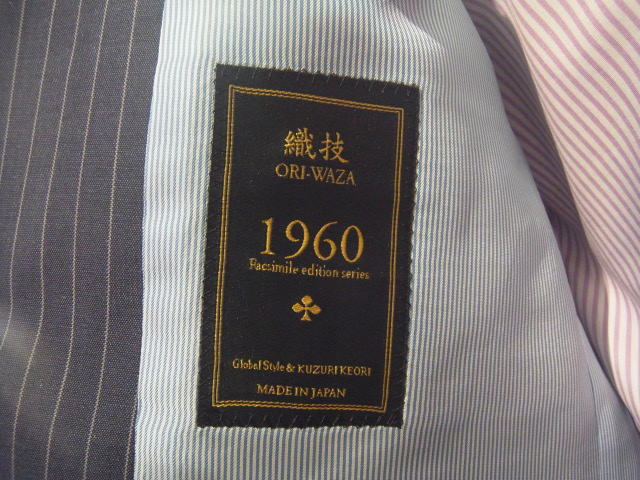 織技
ORI-WAZA
1960
Facsimile edition series
Global Style & KUZURI KEORI
MADE IN JAPAN